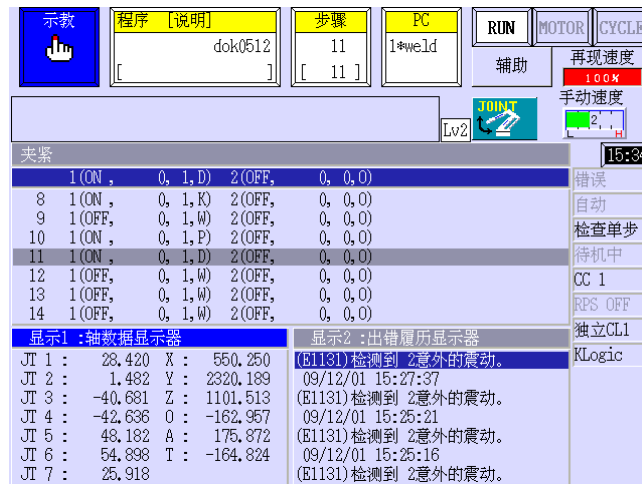 示教 程序 [说明] 步骤 PC RUN MOTOR CYCLE
dok0512 11 1*weld 辅助 再现速度
[ ] [ 11 ] 100%
手动速度
Lv2 JOINT 2
L H
夹紧 15:34
1(ON , 0, 1,D) 2(OFF, 0, 0,O) 错误
8 1(ON , 0, 1,K) 2(OFF, 0, 0,O) 自动
9 1(OFF, 0, 1,W) 2(OFF, 0, 0,O) 检查单步
10 1(ON , 0, 1,P) 2(OFF, 0, 0,O)
11 1(ON , 0, 1,D) 2(OFF, 0, 0,O) 待机中
12 1(OFF, 0, 1,W) 2(OFF, 0, 0,O) CC 1
13 1(OFF, 0, 1,W) 2(OFF, 0, 0,O) RPS OFF
14 1(OFF, 0, 1,W) 2(OFF, 0, 0,O)
显示1 :轴数据显示器 显示2 :出错履历显示器 独立CL1
JT 1 : 28.420 X : 550.250 (E1131)检测到 2意外的震动。 KLogic
JT 2 : 1.482 Y : 2320.189 09/12/01 15:27:37
JT 3 : -40.681 Z : 1101.513 (E1131)检测到 2意外的震动。
JT 4 : -42.636 O : -162.957 09/12/01 15:25:21
JT 5 : 48.182 A : 175.872 (E1131)检测到 2意外的震动。
JT 6 : 54.898 T : -164.824 09/12/01 15:25:16
JT 7 : 25.918 (E1131)检测到 2意外的震动。